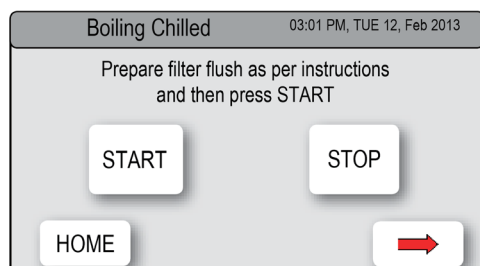 Boiling Chilled 03:01 PM, TUE 12, Feb 2013
Prepare filter flush as per instructions
and then press START
START STOP
HOME